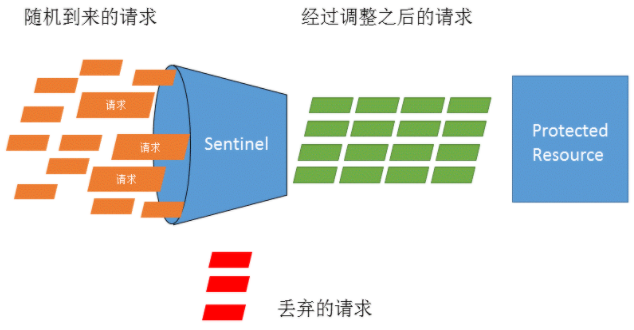 随机到来的请求
经过调整之后的请求
请求
请求
请求
Sentinel
Protected
Resource
丢弃的请求